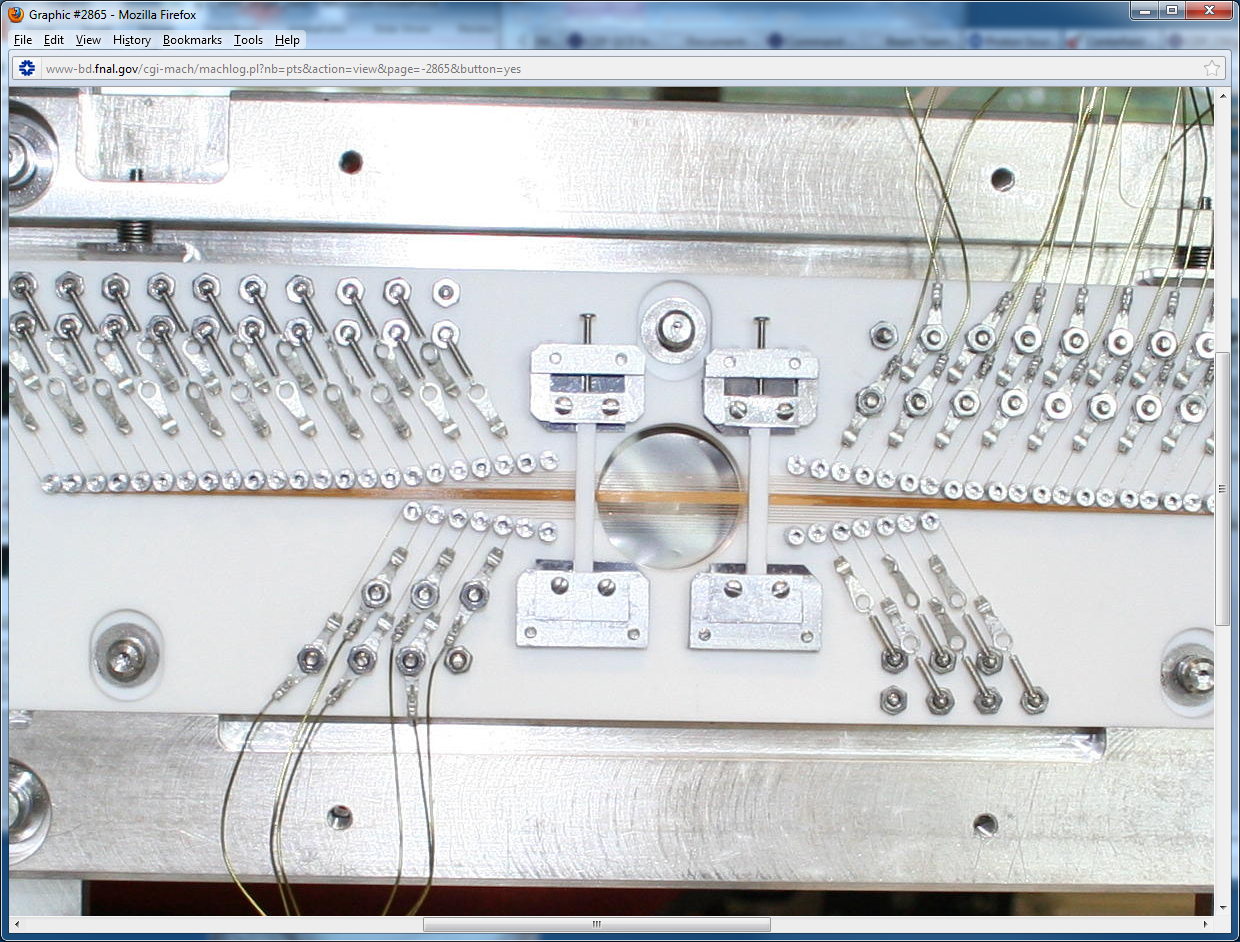 Graphic #2865 - Mozilla Firefox
File Edit View History Bookmarks Tools Help
www-bd.fnal.gov/cgi-mach/machlog.pl?nb=pts&action=view&page=-2865&button=yes